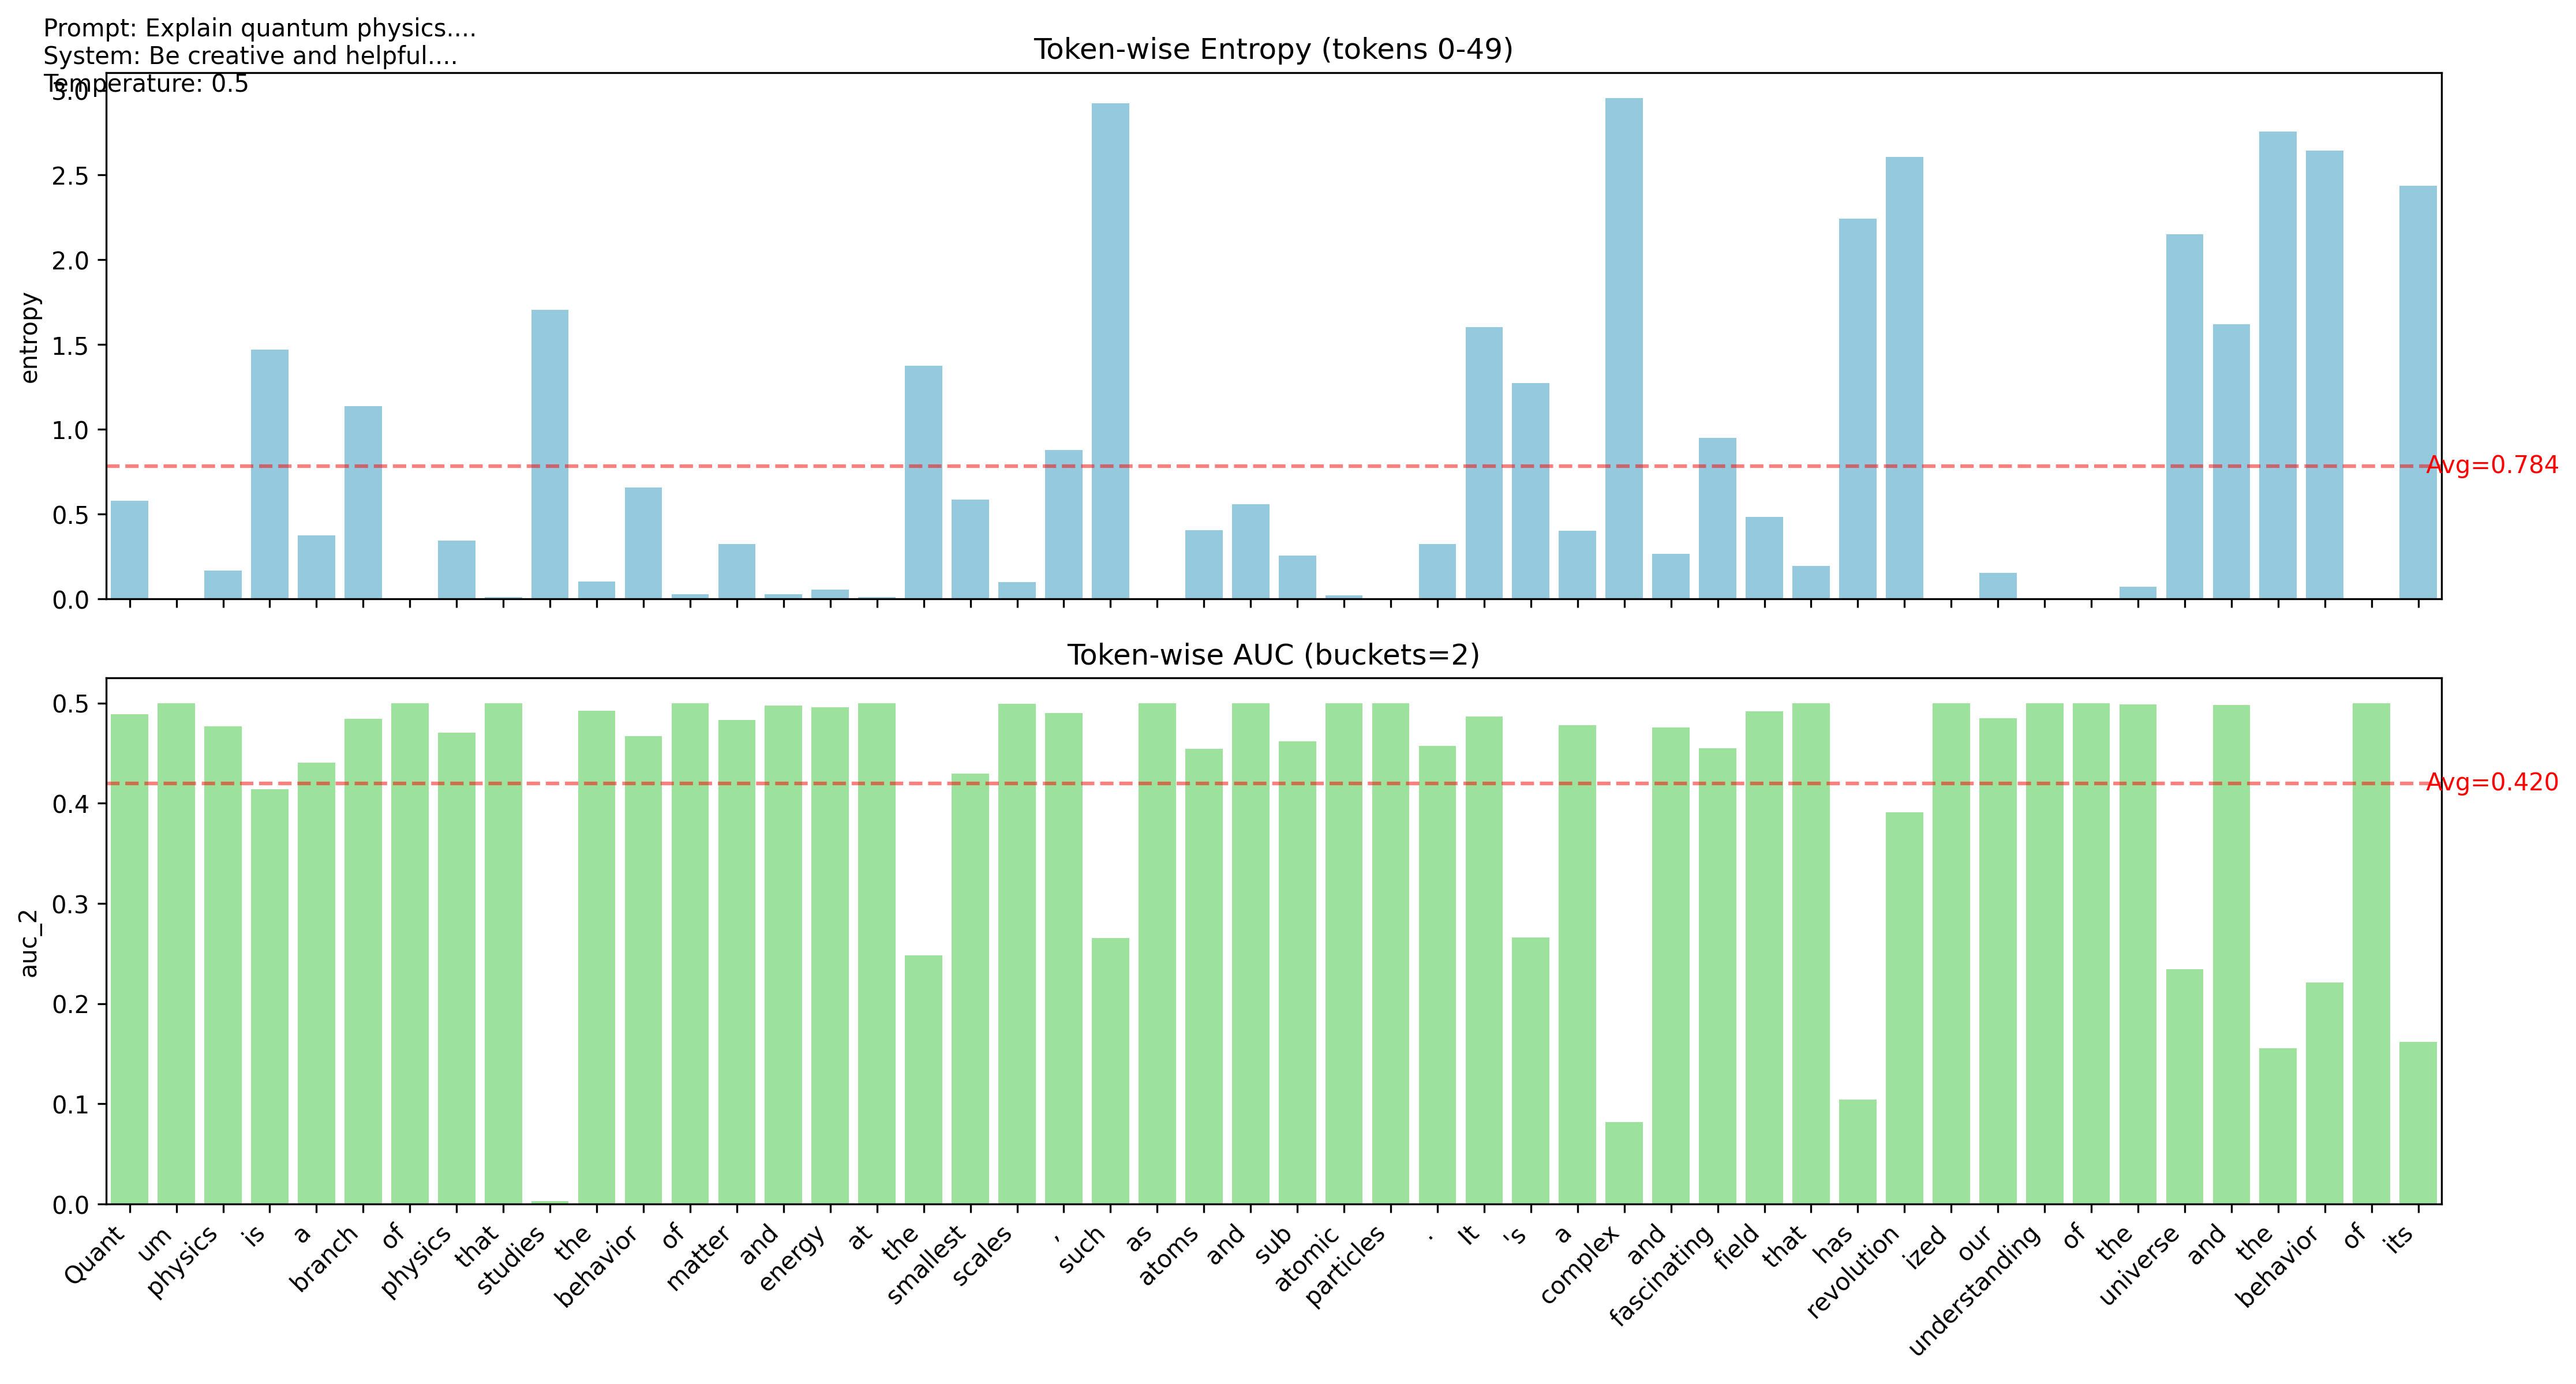 Prompt: Explain quantum physics....
System: Be creative and helpful....
Temperature: 0.5
Token-wise Entropy (tokens 0-49)
entropy
3.0
2.5
2.0
1.5
1.0
0.5
0.0
Avg=0.784
Token-wise AUC (buckets=2)
auc_2
0.5
0.4
0.3
0.2
0.1
0.0
Avg=0.420
Quant
um
physics
is
a
branch
of
physics
that
studies
the
behavior
of
matter
and
energy
at
the
smallest
scales
,
such
as
atoms
and
sub
atomic
particles
.
It
's
a
complex
and
fascinating
field
that
has
revolution
ized
our
understanding
of
the
universe
and
the
behavior
of
its